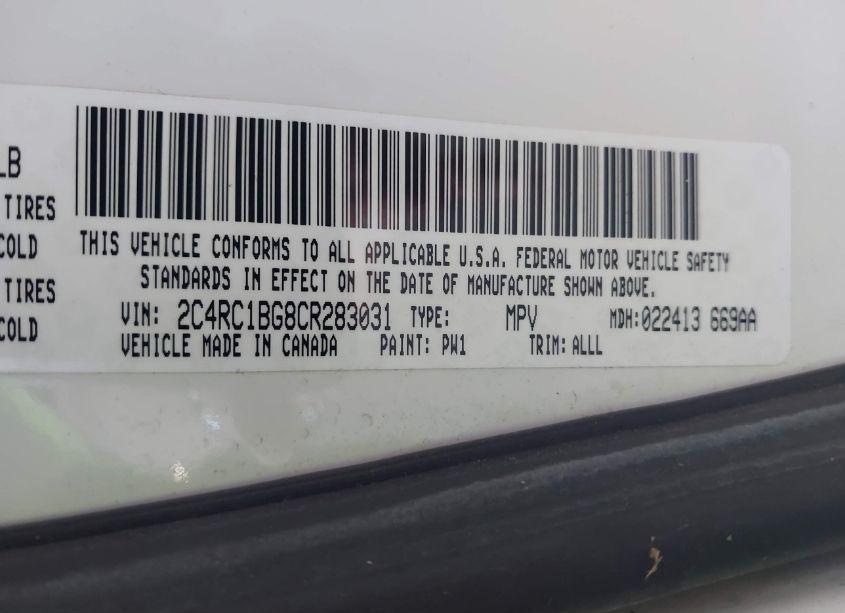 LB
TIRES
COLD
TIRES
COLD
THIS VEHICLE CONFORMS TO ALL APPLICABLE U.S.A. FEDERAL MOTOR VEHICLE SAFETY
STANDARDS IN EFFECT ON THE DATE OF MANUFACTURE SHOWN ABOVE.
VIN: 2C4RC1BG8CR283031 TYPE: MPV MDH:022413 669AA
VEHICLE MADE IN CANADA PAINT: PW1 TRIM: ALLL